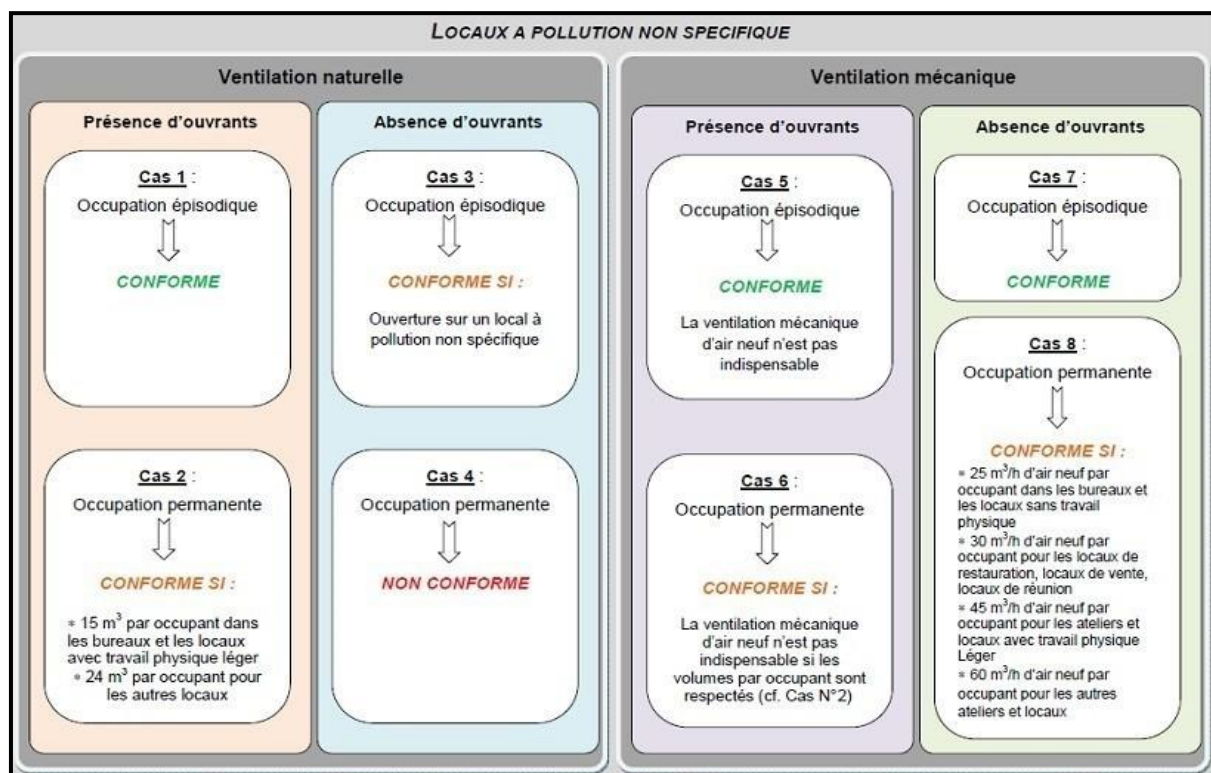 LOCAUX A POLLUTION NON SPECIFIQUE
Ventilation naturelle
Présence d'ouvrants
Cas 1 :
Occupation épisodique
CONFORME
Cas 2 :
Occupation permanente
CONFORME SI :
* 15 m³ par occupant dans
les bureaux et les locaux
avec travail physique léger
* 24 m³ par occupant pour
les autres locaux
Absence d'ouvrants
Cas 3 :
Occupation épisodique
CONFORME SI :
Ouverture sur un local à
pollution non spécifique
Cas 4 :
Occupation permanente
NON CONFORME
Ventilation mécanique
Présence d'ouvrants
Cas 5 :
Occupation épisodique
CONFORME
La ventilation mécanique
d'air neuf n'est pas
indispensable
Cas 6 :
Occupation permanente
CONFORME SI :
La ventilation mécanique
d'air neuf n'est pas
indispensable si les
volumes par occupant sont
respectés (cf. Cas N°2)
Absence d'ouvrants
Cas 7 :
Occupation épisodique
CONFORME
Cas 8 :
Occupation permanente
CONFORME SI :
* 25 m³/h d'air neuf par
occupant dans les bureaux et
les locaux sans travail
physique
* 30 m³/h d'air neuf par
occupant pour les locaux de
restauration, locaux de vente,
locaux de réunion
* 45 m³/h d'air neuf par
occupant pour les ateliers et
locaux avec travail physique
Léger
* 60 m³/h d'air neuf par
occupant pour les autres
ateliers et locaux